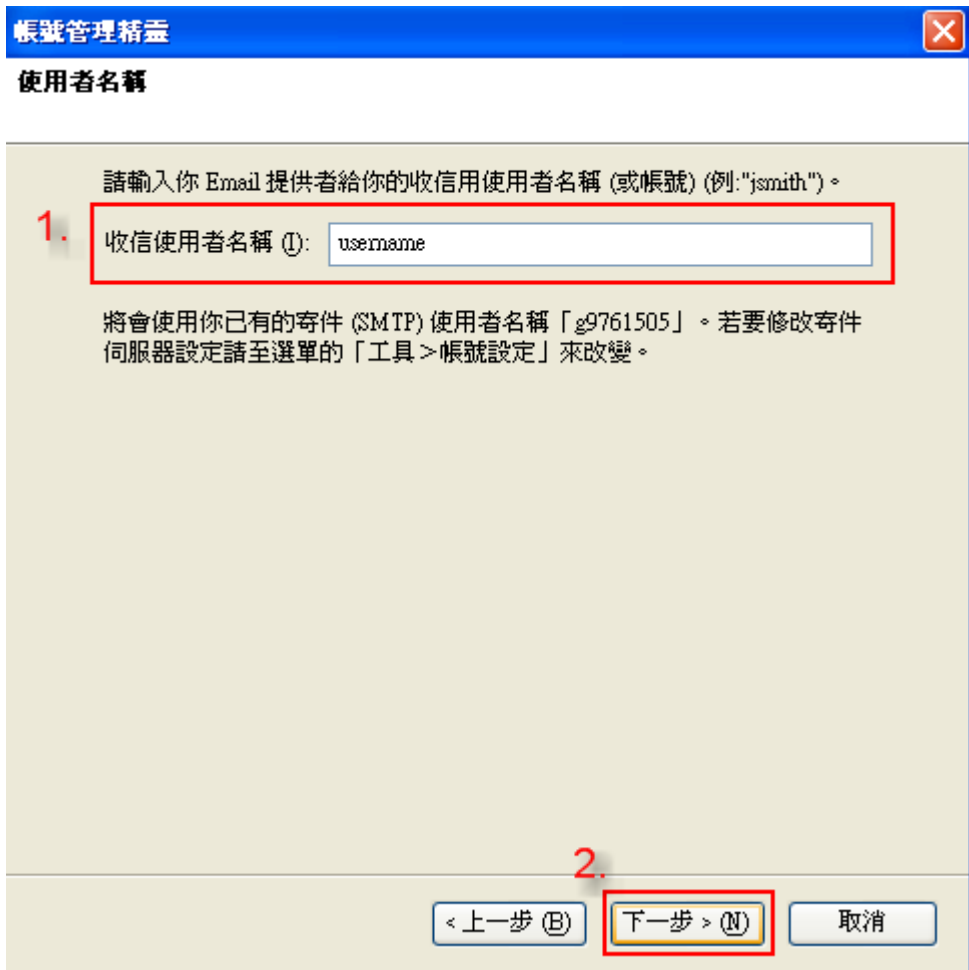 帳號管理精靈
使用者名稱
請輸入你 Email 提供者給你的收信用使用者名稱 (或帳號) (例:"jsmith")。
1.
收信使用者名稱 (I): username
將會使用你已有的寄件 (SMTP) 使用者名稱「g9761505」。若要修改寄件
伺服器設定請至選單的「工具＞帳號設定」來改變。
2.
< 上一步 (B) 下一步 > (N) 取消